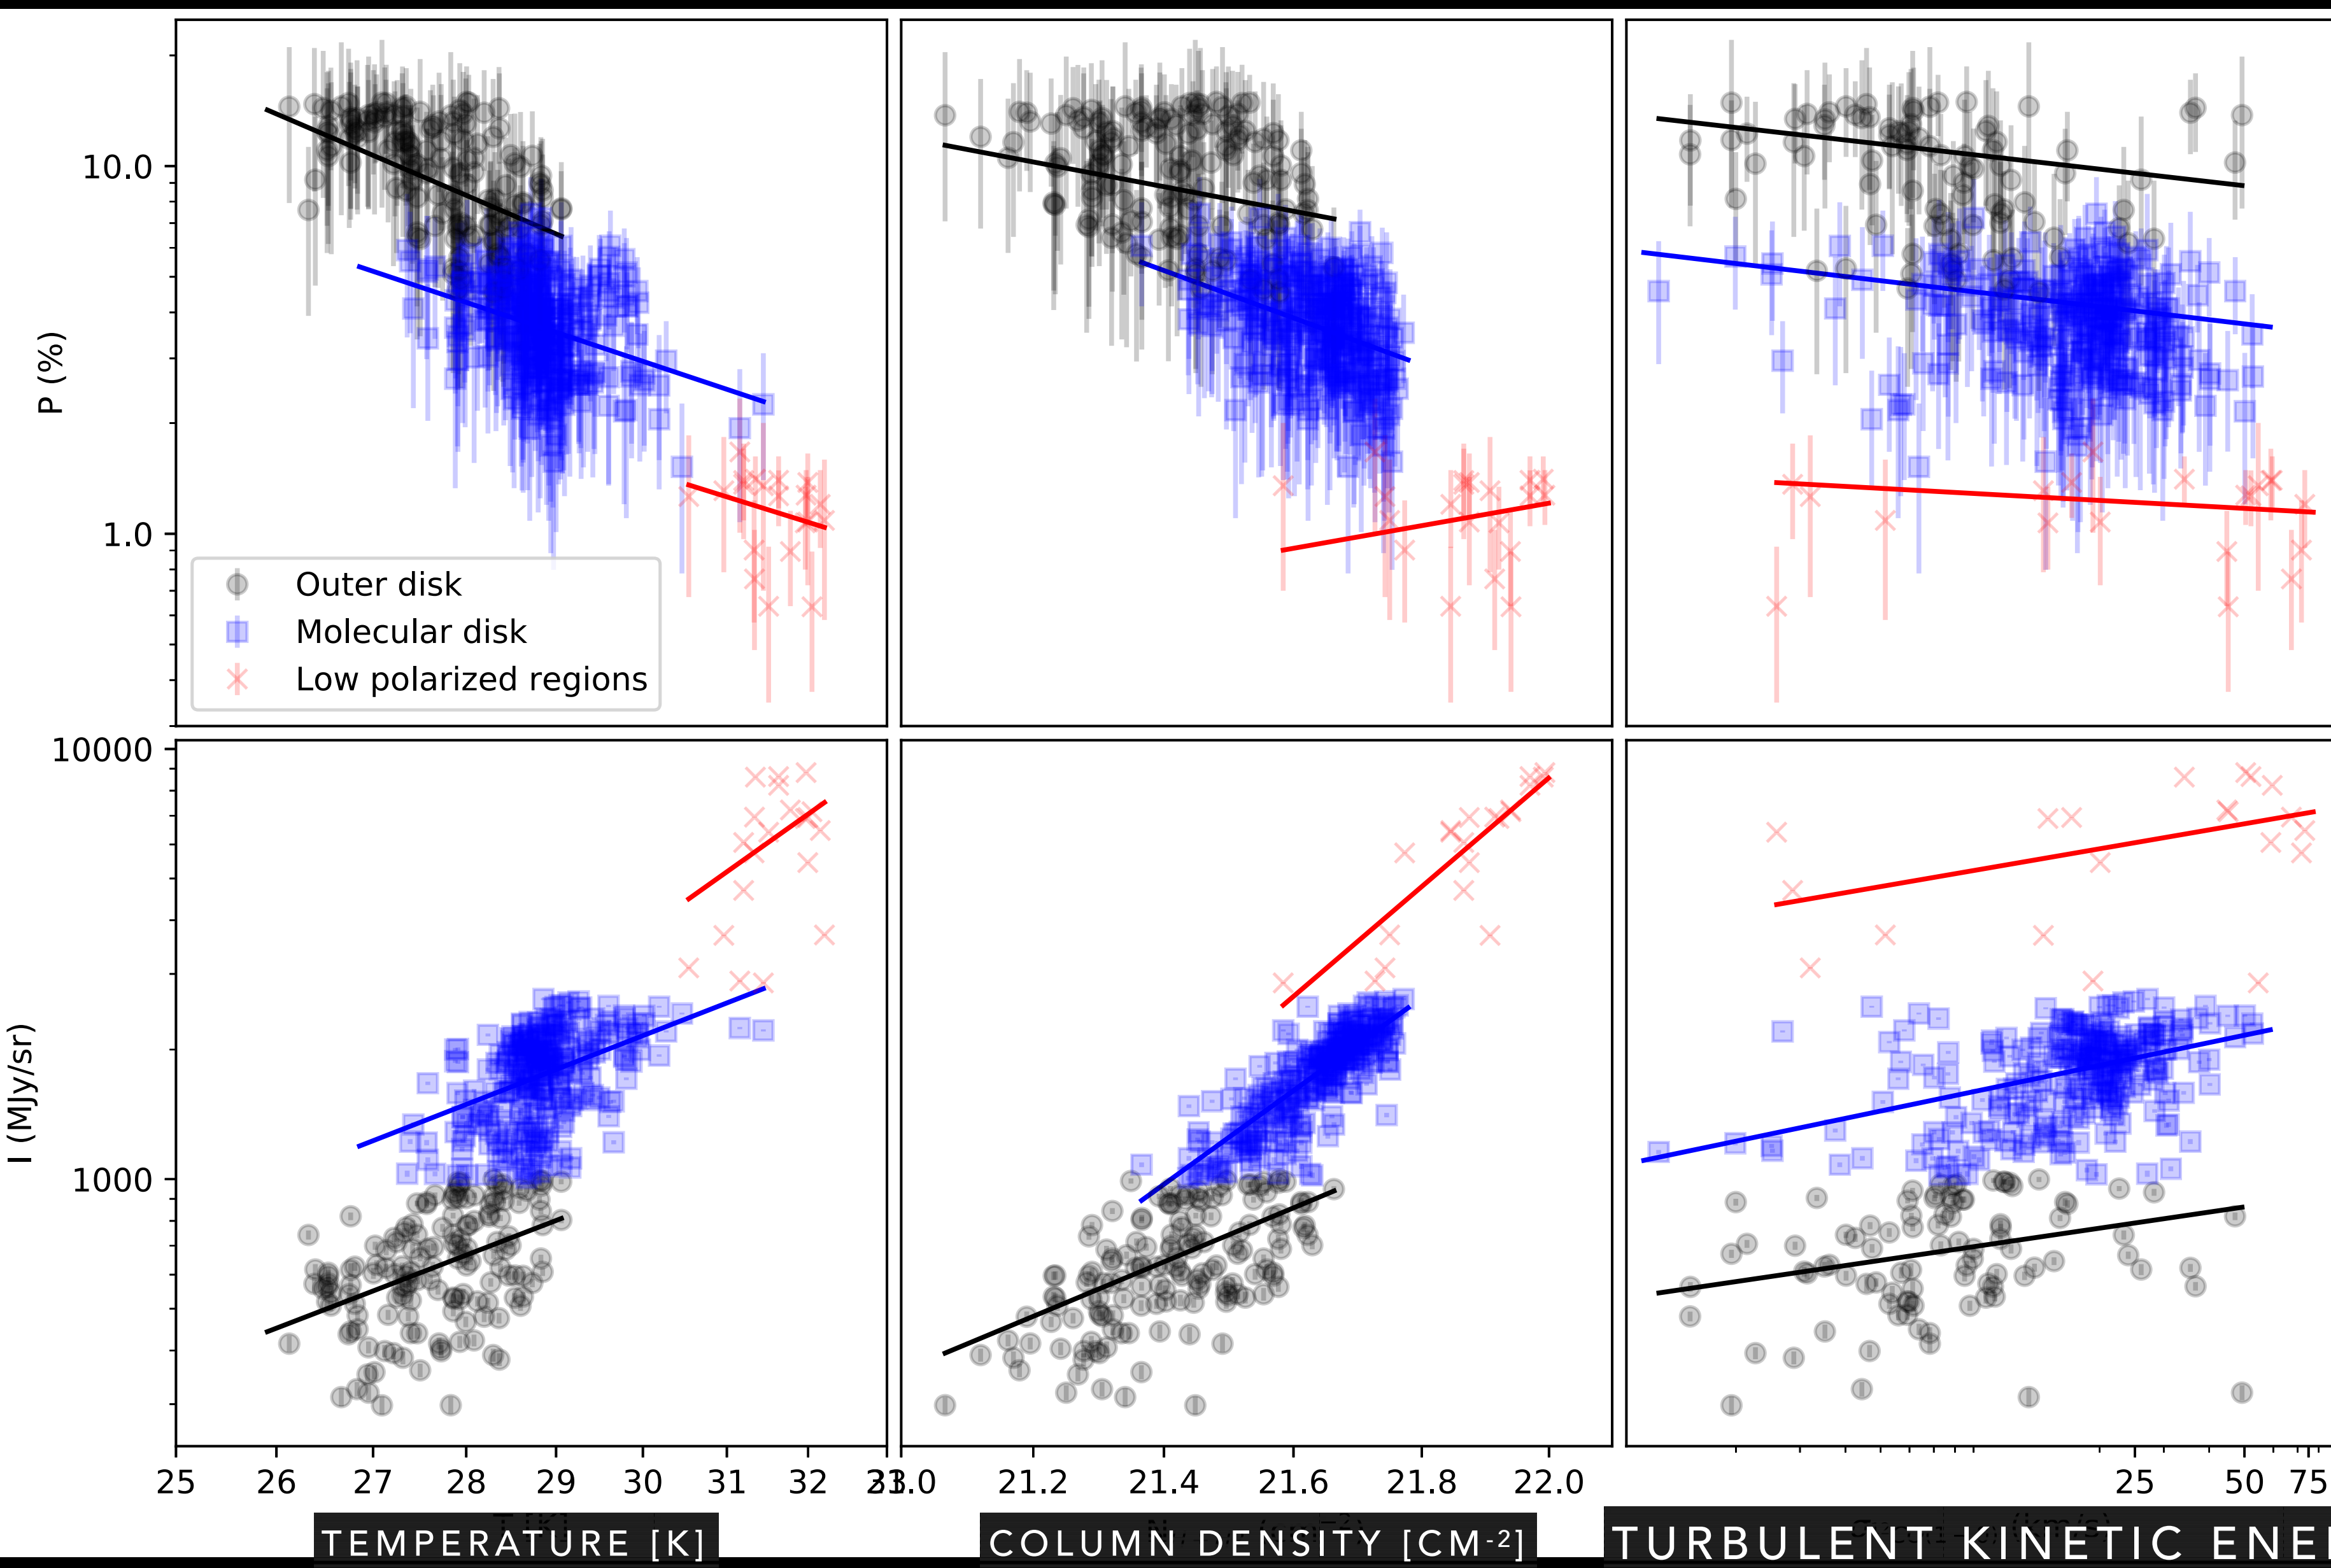 10.0
P (%)
1.0
Outer disk
Molecular disk
Low polarized regions
10000
I (MJy/sr)
1000
25 26 27 28 29 30 31 32 21.2 21.4 21.6 21.8 22.0 25 50 75
TEMPERATURE [K] COLUMN DENSITY [CM-2] TURBULENT KINETIC ENE